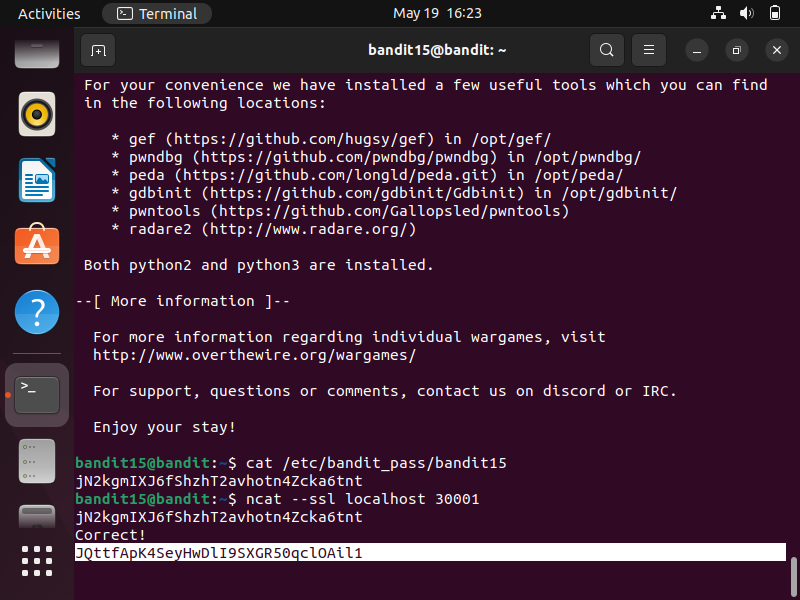 Activities
Terminal
May 19 16:23
bandit15@bandit: ~
For your convenience we have installed a few useful tools which you can find
in the following locations:
* gef (https://github.com/hugsy/gef) in /opt/gef/
* pwndbg (https://github.com/pwndbg/pwndbg) in /opt/pwndbg/
* peda (https://github.com/longld/peda.git) in /opt/peda/
* gdbinit (https://github.com/gdbinit/Gdbinit) in /opt/gdbinit/
* pwntools (https://github.com/Gallopsled/pwntools)
* radare2 (http://www.radare.org/)
Both python2 and python3 are installed.
--[ More information ]--
For more information regarding individual wargames, visit
http://www.overthewire.org/wargames/
For support, questions or comments, contact us on discord or IRC.
Enjoy your stay!
bandit15@bandit:~$ cat /etc/bandit_pass/bandit15
jN2kgmIXJ6fShzhT2avhotn4Zcka6tnt
bandit15@bandit:~$ ncat --ssl localhost 30001
jN2kgmIXJ6fShzhT2avhotn4Zcka6tnt
Correct!
JQttfApK4SeyHwDlI9SXGR50qclOAil1